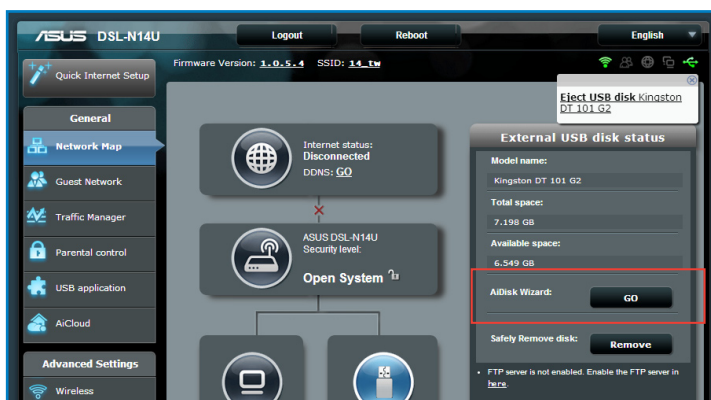 ASUS DSL-N14U
Logout
Reboot
English
Quick Internet Setup
Firmware Version: 1.0.5.4 SSID: 14_tw
Eject USB disk Kingston
DT 101 G2
General
Network Map
Guest Network
Traffic Manager
Parental control
USB application
AiCloud
Advanced Settings
Wireless
Internet status:
Disconnected
DDNS: GO
ASUS DSL-N14U
Security level:
Open System
External USB disk status
Model name:
Kingston DT 101 G2
Total space:
7.198 GB
Available space:
6.549 GB
AiDisk Wizard:
GO
Safely Remove disk:
Remove
• FTP server is not enabled. Enable the FTP server in
here.